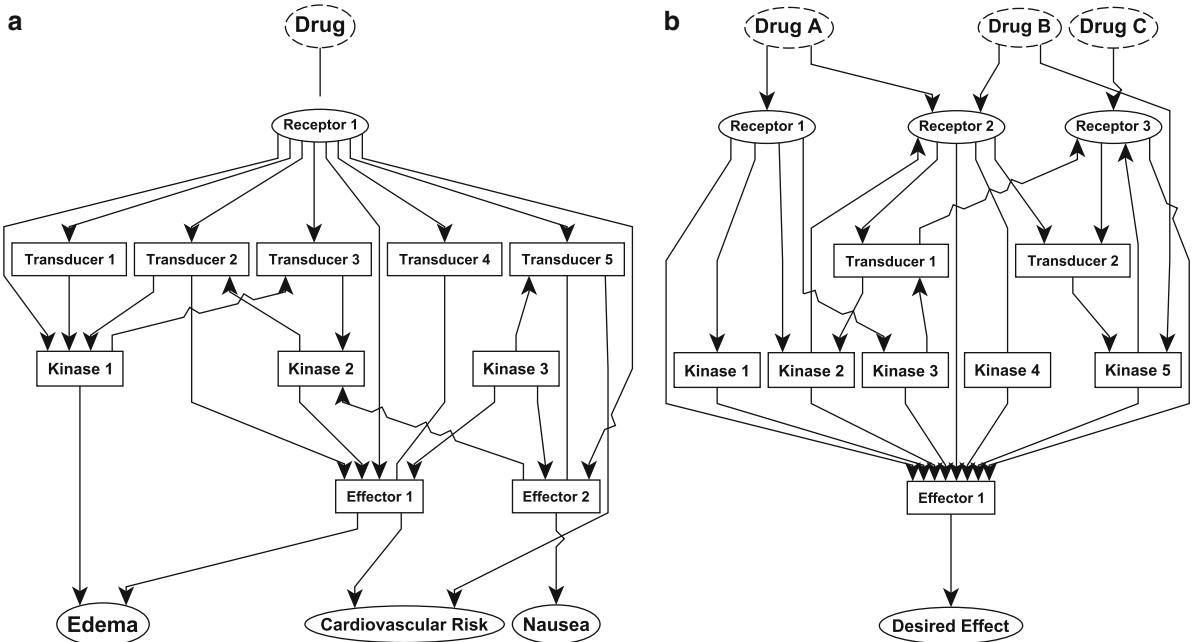 a
Drug
Receptor 1
Transducer 1
Transducer 2
Transducer 3
Transducer 4
Transducer 5
Kinase 1
Kinase 2
Kinase 3
Effector 1
Effector 2
Edema
Cardiovascular Risk
Nausea
b
Drug A
Drug B
Drug C
Receptor 1
Receptor 2
Receptor 3
Transducer 1
Transducer 2
Kinase 1
Kinase 2
Kinase 3
Kinase 4
Kinase 5
Effector 1
Desired Effect